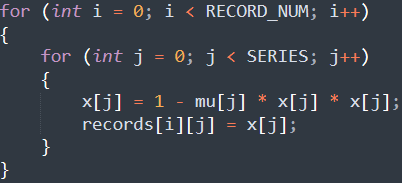 for (int i = 0; i < RECORD_NUM; i++)
{
    for (int j = 0; j < SERIES; j++)
    {
        x[j] = 1 - mu[j] * x[j] * x[j];
        records[i][j] = x[j];
    }
}